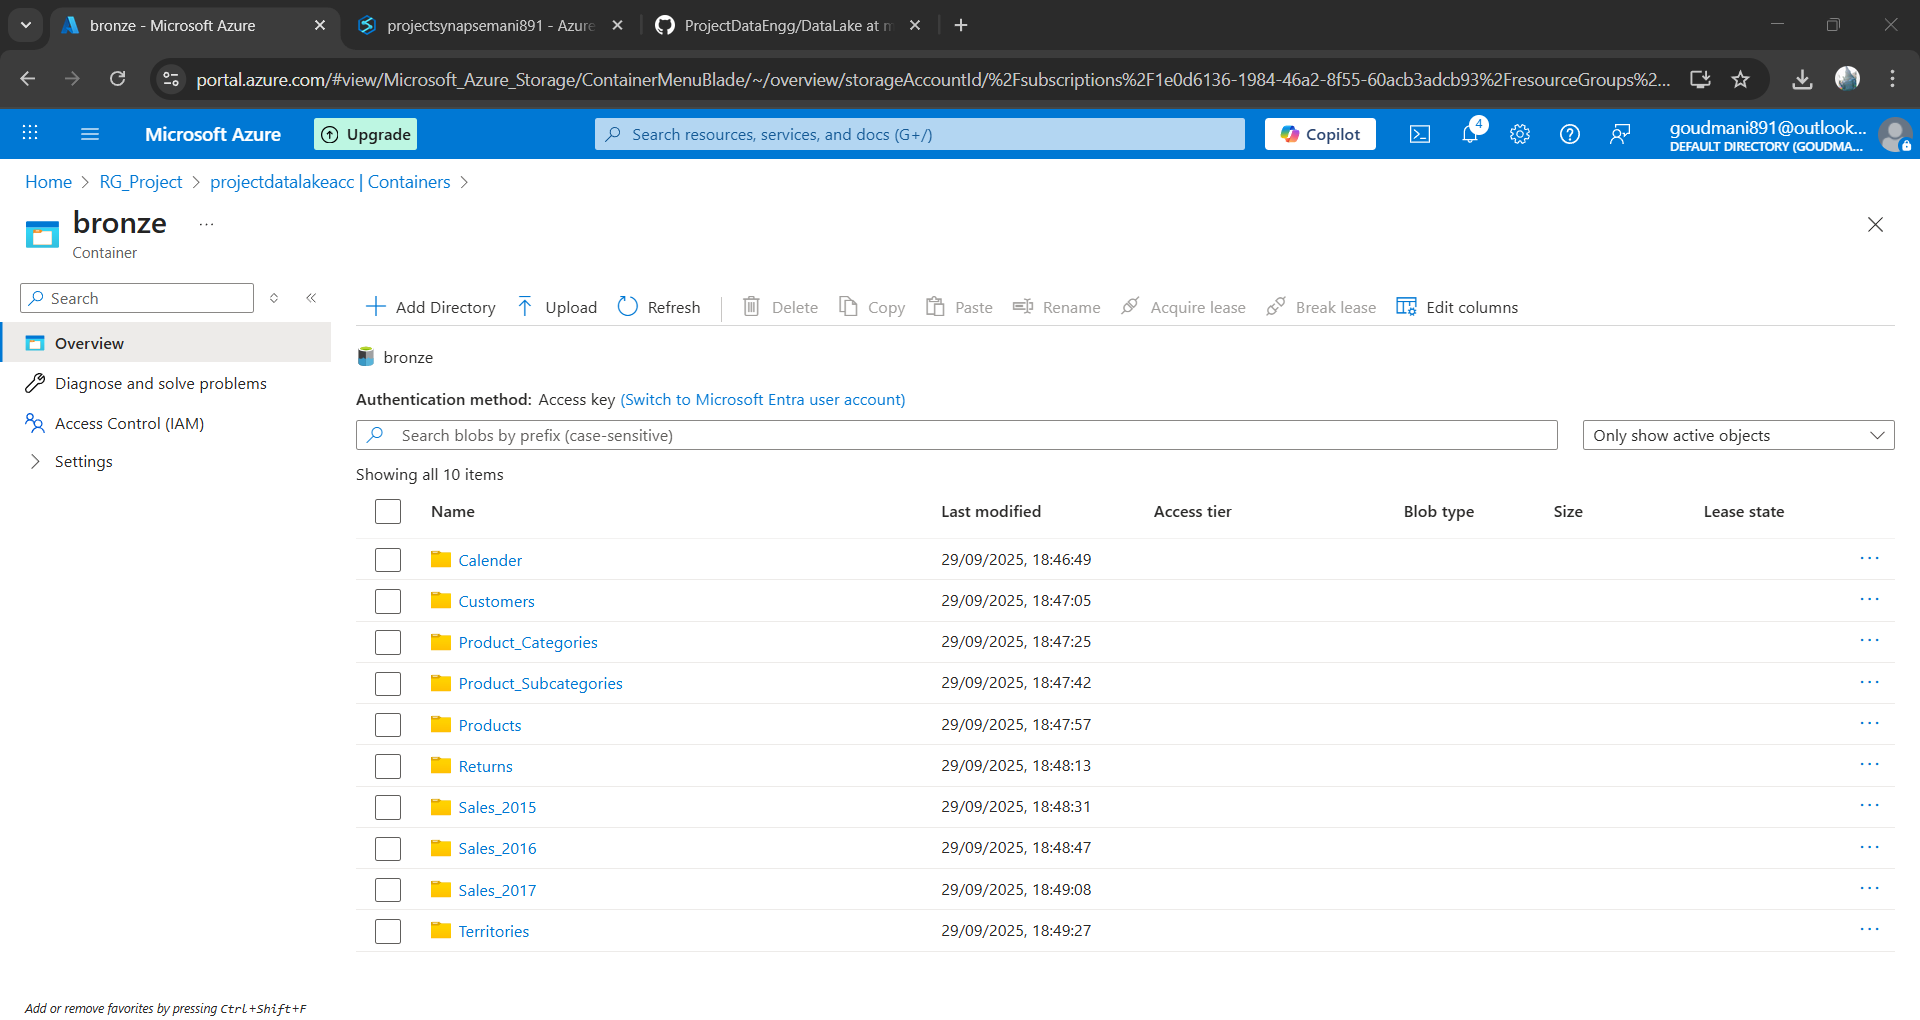 bronze - Microsoft Azure
projectsynapsemani891 - Azure
ProjectDataEngg/DataLake at m
portal.azure.com/#view/Microsoft_Azure_Storage/ContainerMenuBlade/~/overview/storageAccountId/%2Fsubscriptions%2F1e0d6136-1984-46a2-8f55-60acb3adcb93%2FresourceGroups%2...
Microsoft Azure
Upgrade
Search resources, services, and docs (G+/)
Copilot
4
goudmani891@outlook...
DEFAULT DIRECTORY (GOUDMA...
Home > RG_Project > projectdatalakeacc | Containers >
bronze ...
Container
Search
Overview
Diagnose and solve problems
Access Control (IAM)
Settings
Add Directory Upload Refresh Delete Copy Paste Rename Acquire lease Break lease Edit columns
bronze
Authentication method: Access key (Switch to Microsoft Entra user account)
Search blobs by prefix (case-sensitive)
Only show active objects
Showing all 10 items
Name Last modified Access tier Blob type Size Lease state
Calender 29/09/2025, 18:46:49 ...
Customers 29/09/2025, 18:47:05 ...
Product_Categories 29/09/2025, 18:47:25 ...
Product_Subcategories 29/09/2025, 18:47:42 ...
Products 29/09/2025, 18:47:57 ...
Returns 29/09/2025, 18:48:13 ...
Sales_2015 29/09/2025, 18:48:31 ...
Sales_2016 29/09/2025, 18:48:47 ...
Sales_2017 29/09/2025, 18:49:08 ...
Territories 29/09/2025, 18:49:27 ...
Add or remove favorites by pressing Ctrl+Shift+F